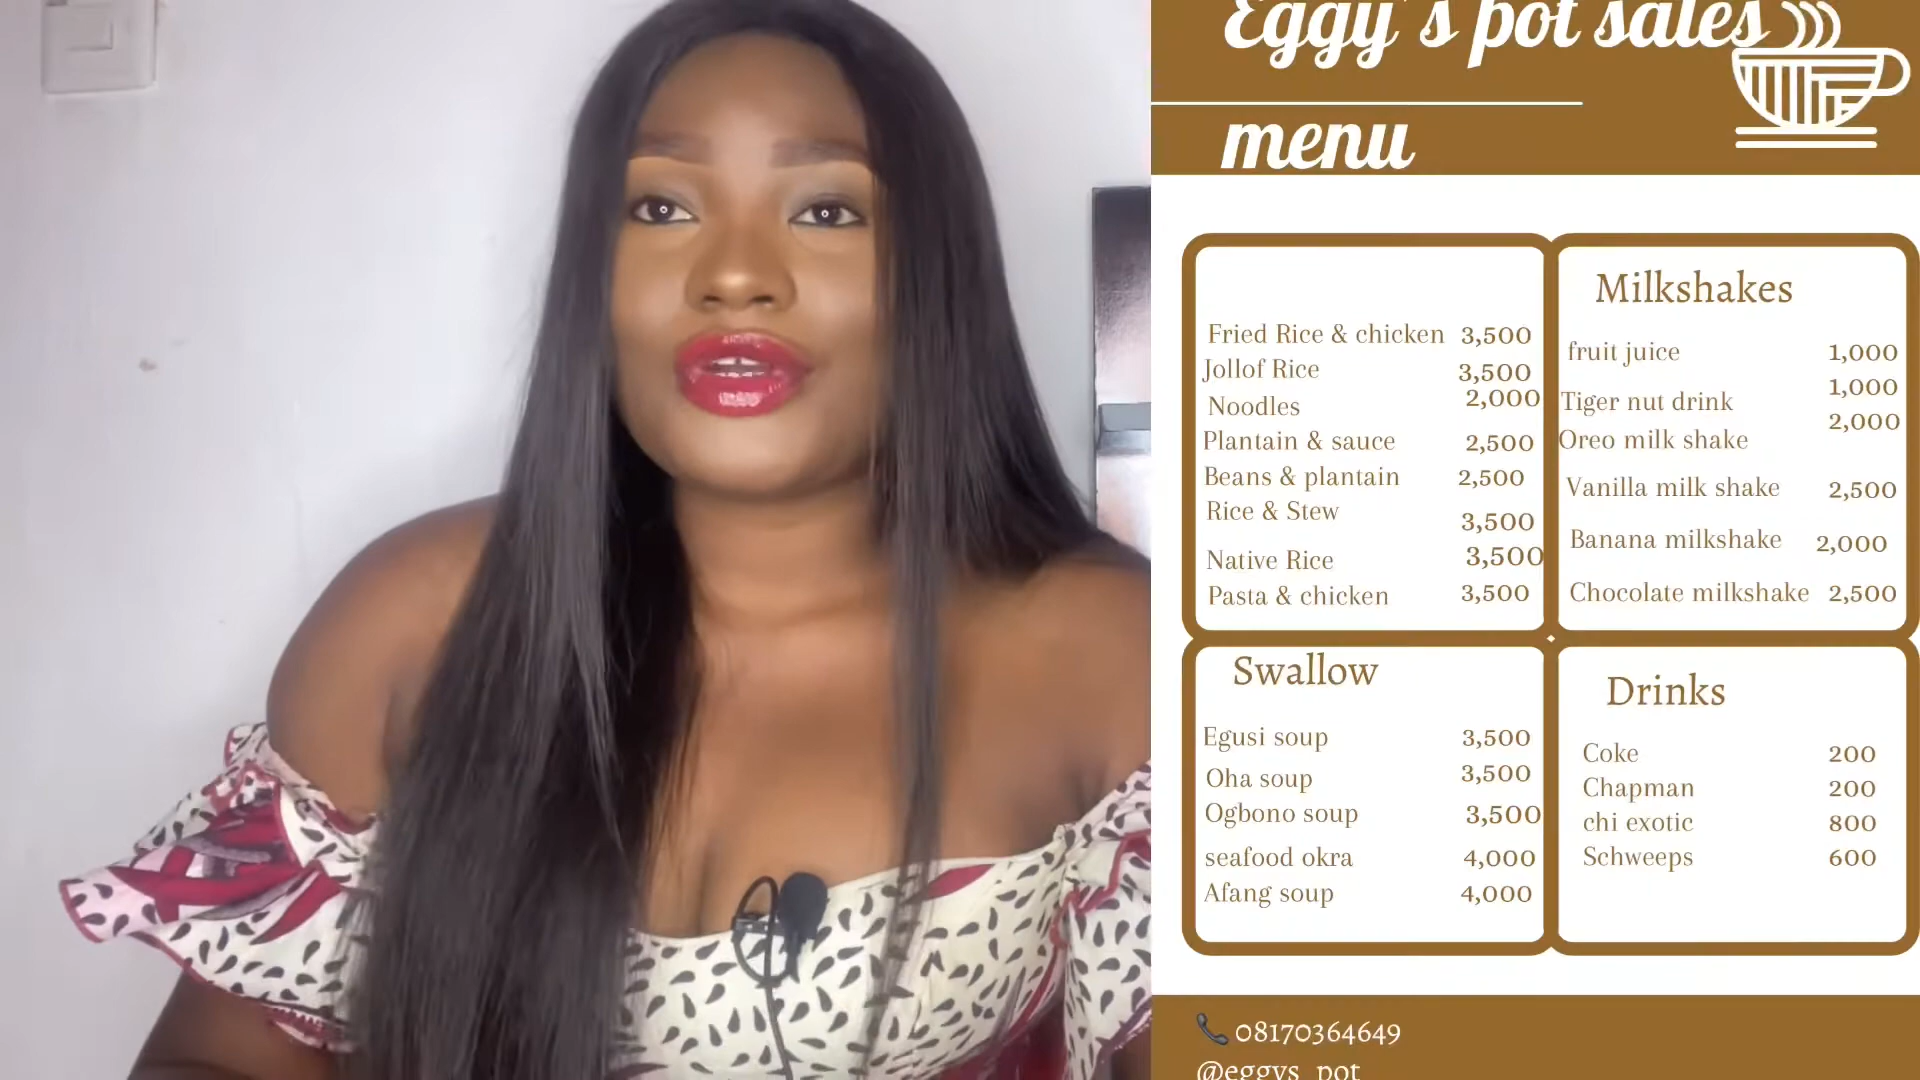 Eggy's pot sales
menu
Fried Rice & chicken 3,500
Jollof Rice 3,500
Noodles 2,000
Plantain & sauce 2,500
Beans & plantain 2,500
Rice & Stew 3,500
Native Rice 3,500
Pasta & chicken 3,500
Milkshakes
fruit juice 1,000
Tiger nut drink 1,000
Oreo milk shake 2,000
Vanilla milk shake 2,500
Banana milkshake 2,000
Chocolate milkshake 2,500
Swallow
Egusi soup 3,500
Oha soup 3,500
Ogbono soup 3,500
seafood okra 4,000
Afang soup 4,000
Drinks
Coke 200
Chapman 200
chi exotic 800
Schweeps 600
08170364649
@eggys_pot